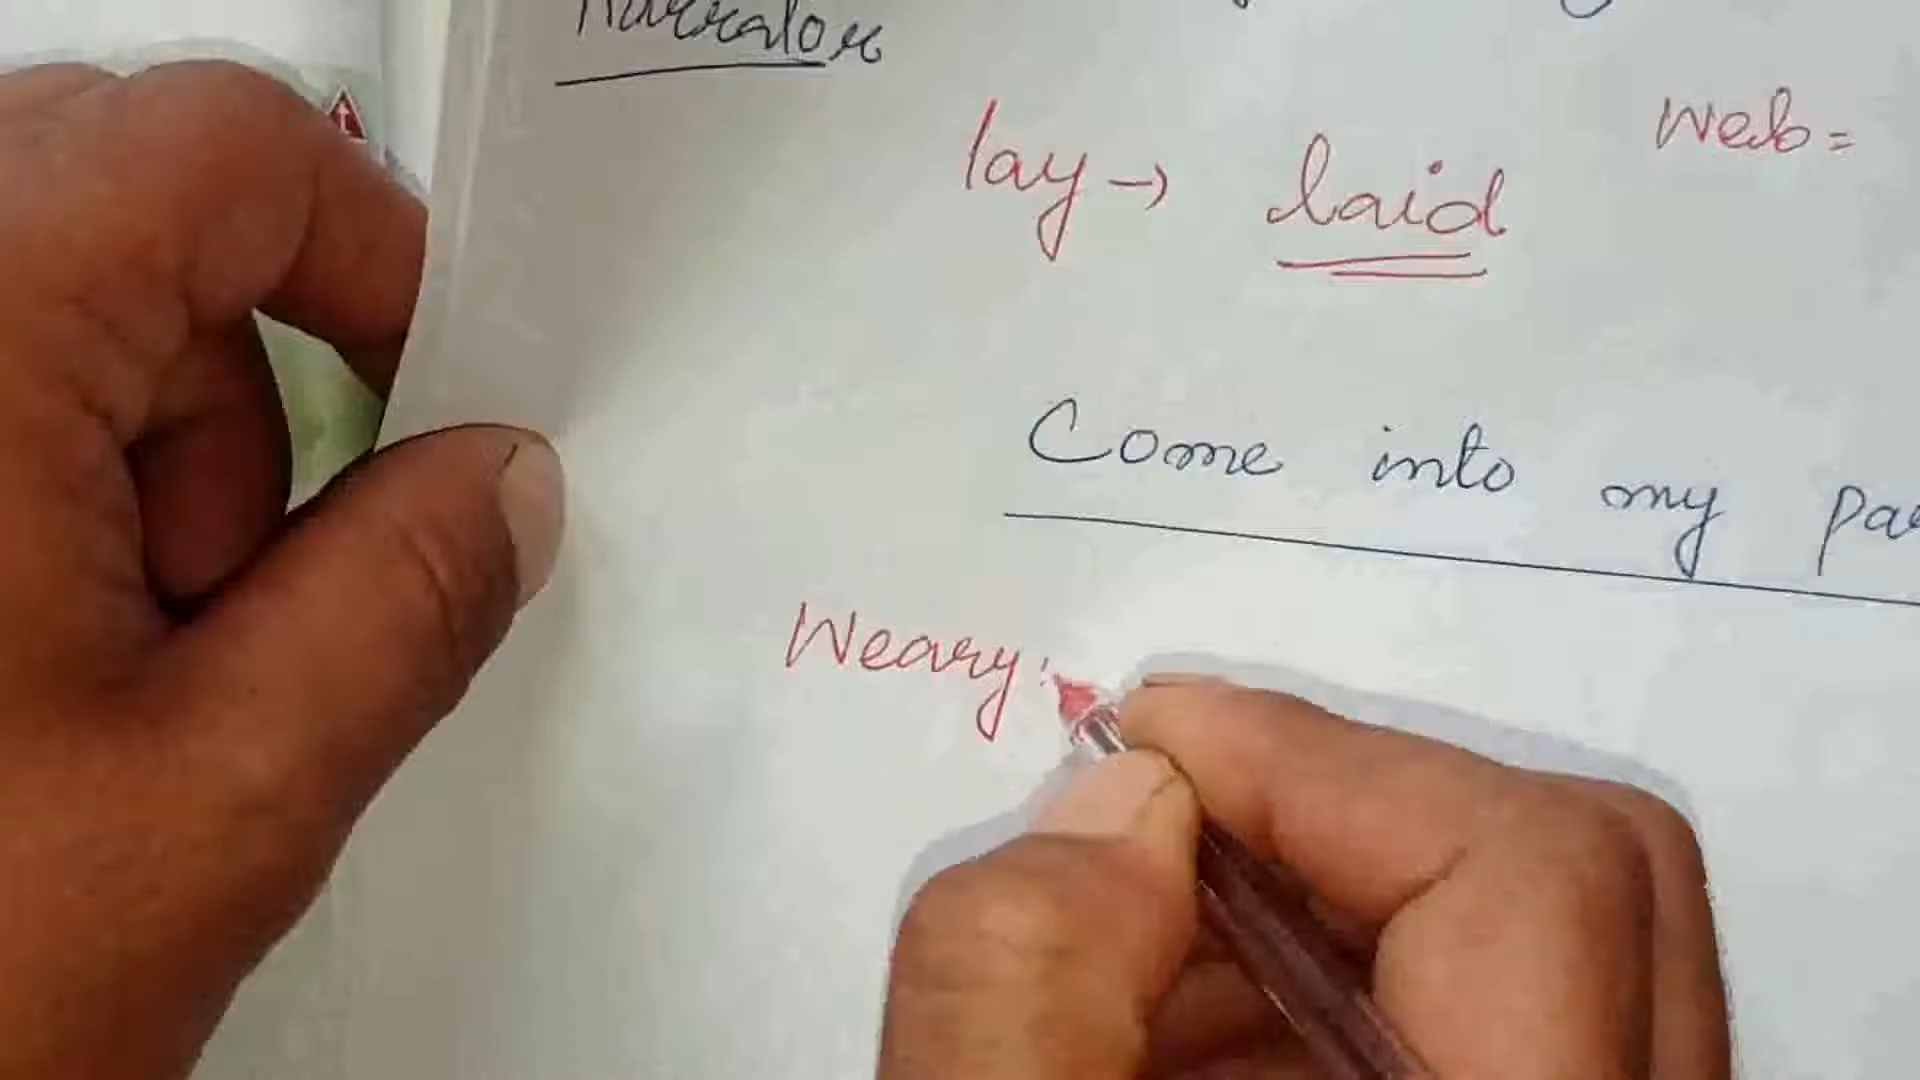 Narrator
lay → laid
Web =
Come into my
Weary: